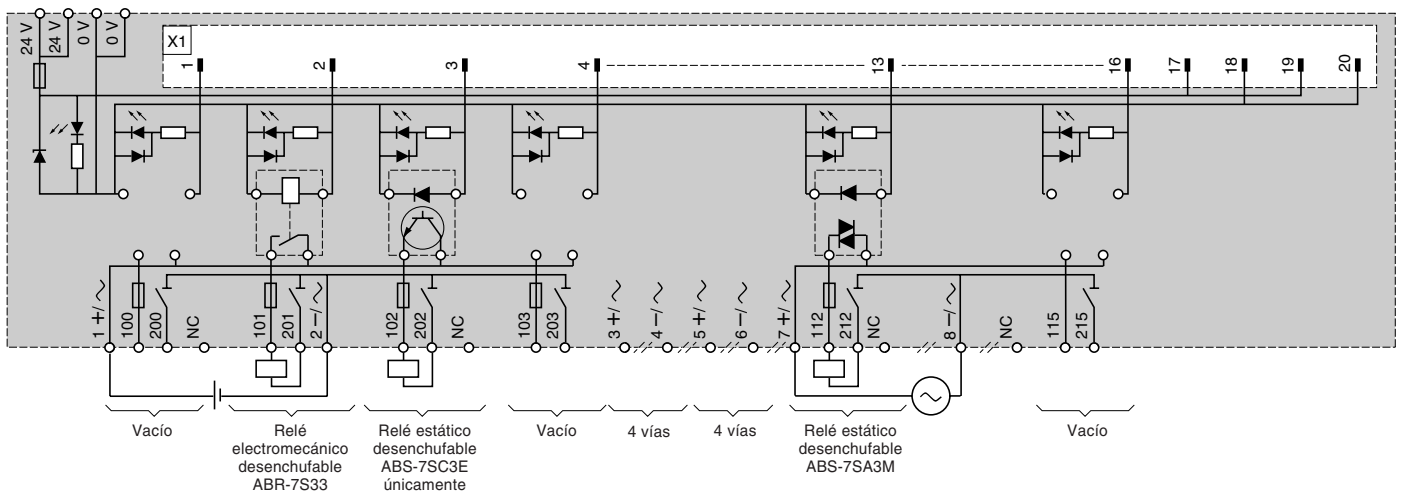 24 V
24 V
0 V
0 V
X1
1
2
3
4
13
16
17
18
19
20
1 +/ ~
100
200
NC
101
201
2 –/ ~
102
202
NC
103
203
3 +/ ~
4 –/ ~
5 +/ ~
6 –/ ~
7 +/ ~
112
212
NC
8 –/ ~
NC
115
215
Vacío
Relé
electromecánico
desenchufable
ABR-7S33
Relé estático
desenchufable
ABS-7SC3E
únicamente
Vacío
4 vías
4 vías
Relé estático
desenchufable
ABS-7SA3M
Vacío